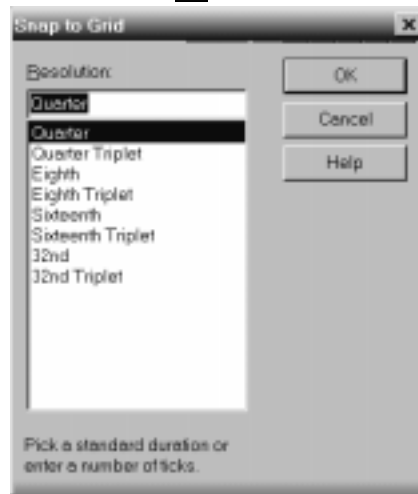 Snap to Grid
Resolution:
Quarter
Quarter
Quarter Triplet
Eighth
Eighth Triplet
Sixteenth
Sixteenth Triplet
32nd
32nd Triplet
OK
Cancel
Help
Pick a standard duration or
enter a number of ticks.